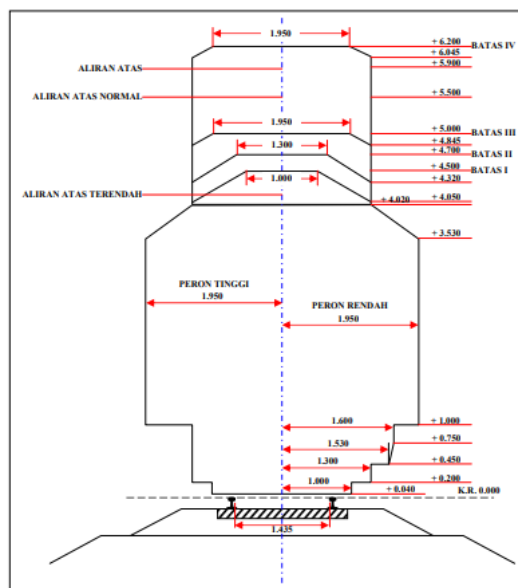 1.950
+ 6.200 BATAS IV
+ 6.045
ALIRAN ATAS
+ 5.900
ALIRAN ATAS NORMAL
+ 5.500
1.950
+ 5.000 BATAS III
+ 4.845
1.300
+ 4.700 BATAS II
+ 4.500 BATAS I
1.000
+ 4.320
ALIRAN ATAS TERENDAH
+ 4.050
+ 4.020
+ 3.530
PERON TINGGI
1.950
PERON RENDAH
1.950
1.600
+ 1.000
+ 0.750
1.530
+ 0.450
1.300
+ 0.200
1.000
+ 0.040
K.R. 0.000
1.435